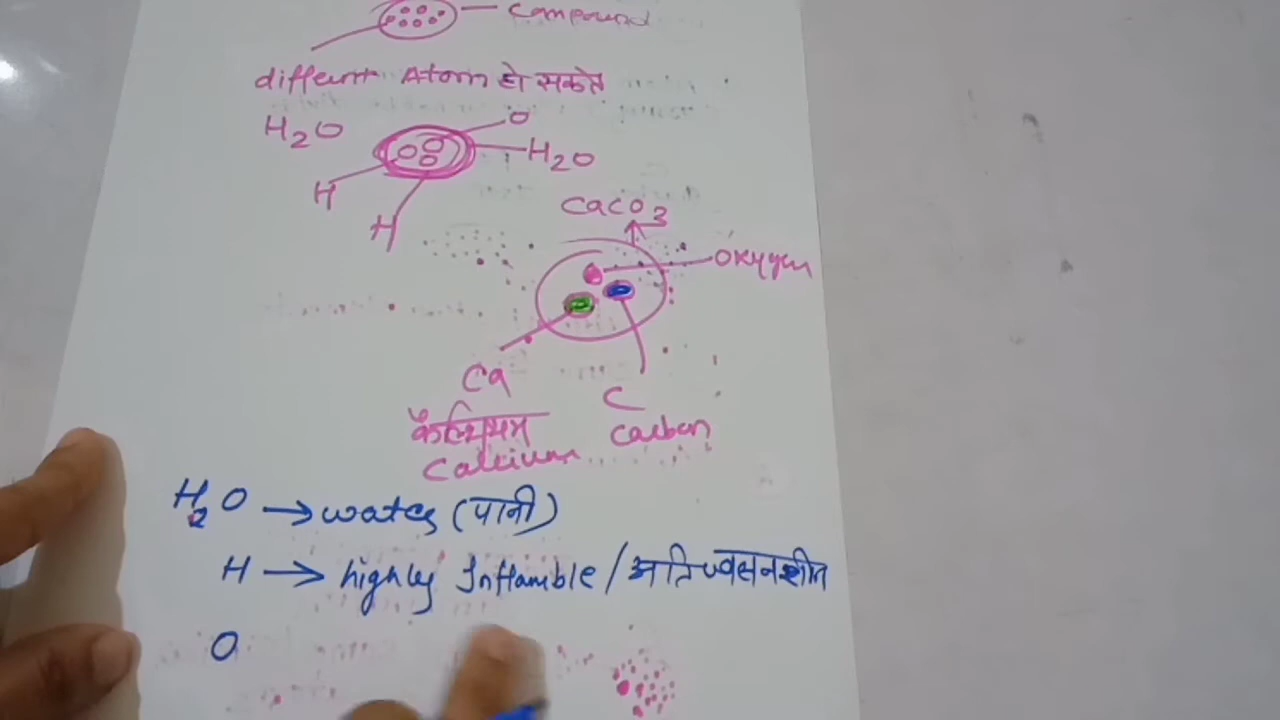 Compound
different Atom हो सकते
H2O
O
H2O
H
H
CaCO3
Oxygen
Ca
C
कैल्शियम
Carbon
Calcium
H2O → water (पानी)
H → highly Inflamble / अतिज्वलनशील
O